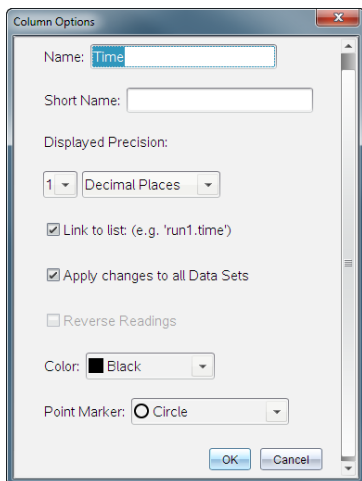 Column Options
Name: Time
Short Name:
Displayed Precision:
1 Decimal Places
Link to list: (e.g. 'run1.time')
Apply changes to all Data Sets
Reverse Readings
Color: Black
Point Marker: Circle
OK Cancel